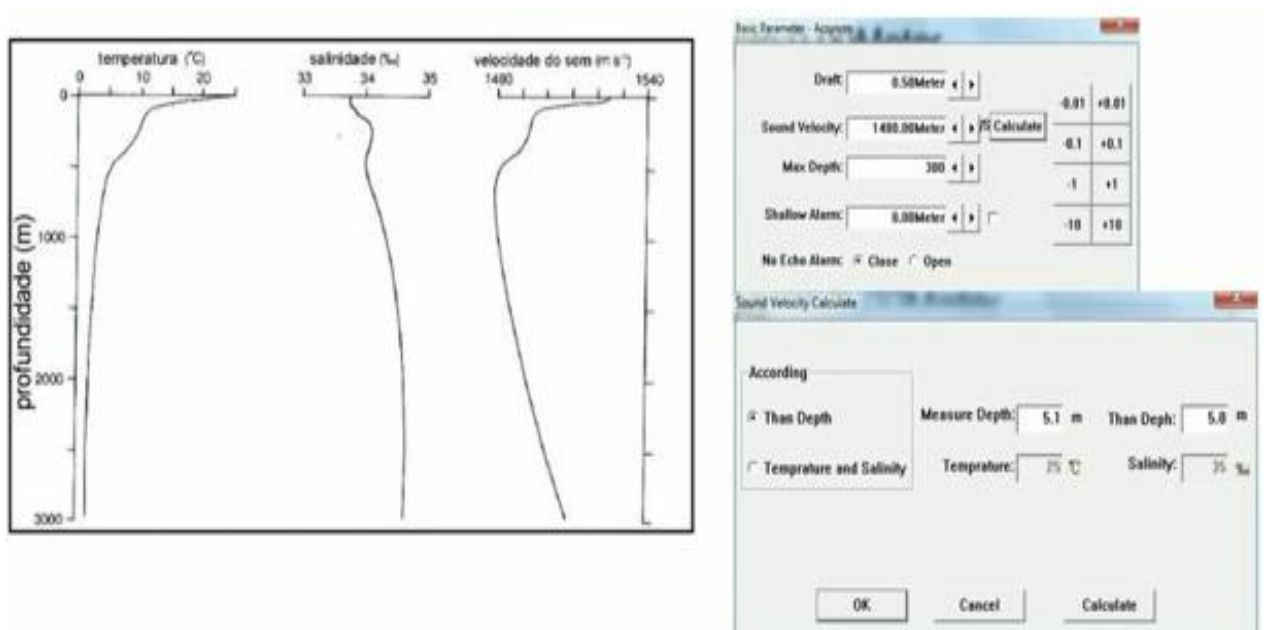 temperatura (°C)
0 10 20
salinidade (‰)
33 34 35
velocidade do som (m s⁻¹)
1480 1540
profundidade (m)
0
1000
2000
3000
Basic Parameter -
Draft: 0.50Meter
Sound Velocity: 1480.00Meter /S Calculate
Max Depth: 300
Shallow Alarm: 0.00Meter
No Echo Alarm: Close Open
-0.01 +0.01
-0.1 +0.1
-1 +1
-10 +10
Sound Velocity Calculate
According
Than Depth
Temprature and Salinity
Measure Depth: 5.1 m Than Deph: 5.0 m
Temprature: 25 ℃ Salinity: 35 ‰
OK Cancel Calculate